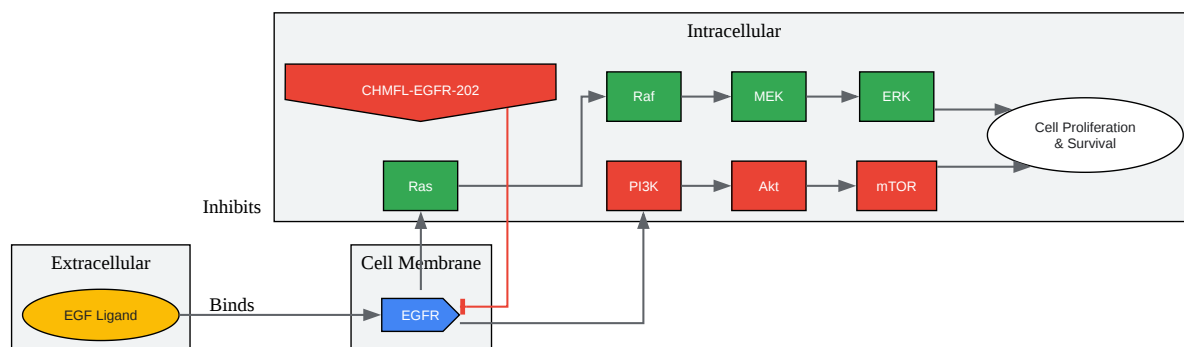 Intracellular
CHMFL-EGFR-202
Raf
MEK
ERK
Cell Proliferation
& Survival
Ras
PI3K
Akt
mTOR
Inhibits
Extracellular
Cell Membrane
EGF Ligand
Binds
EGFR